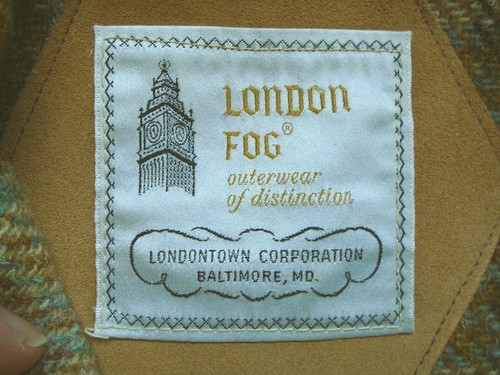 LONDON
FOG®
outerwear
of distinction
LONDONTOWN CORPORATION
BALTIMORE, MD.